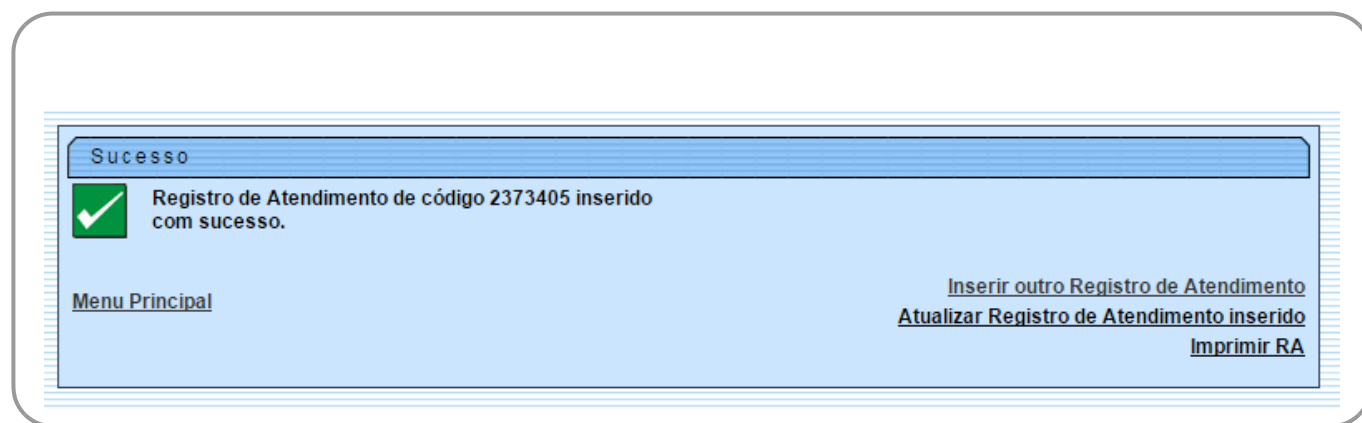 Sucesso
Registro de Atendimento de código 2373405 inserido
com sucesso.
Menu Principal
Inserir outro Registro de Atendimento
Atualizar Registro de Atendimento inserido
Imprimir RA